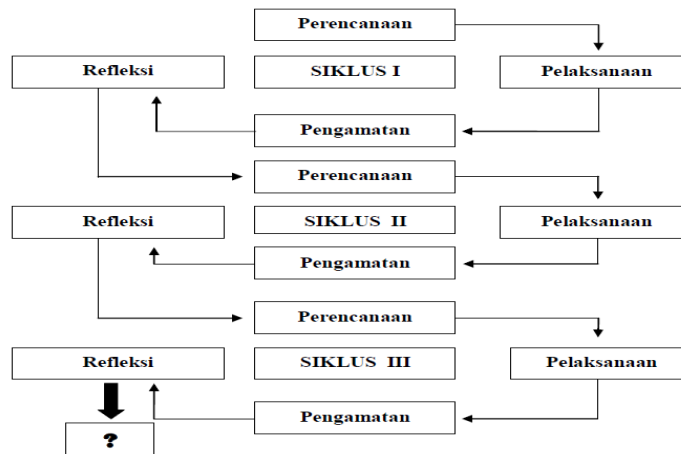 Perencanaan
Refleksi
SIKLUS I
Pelaksanaan
Pengamatan
Perencanaan
Refleksi
SIKLUS II
Pelaksanaan
Pengamatan
Perencanaan
Refleksi
SIKLUS III
Pelaksanaan
Pengamatan
?